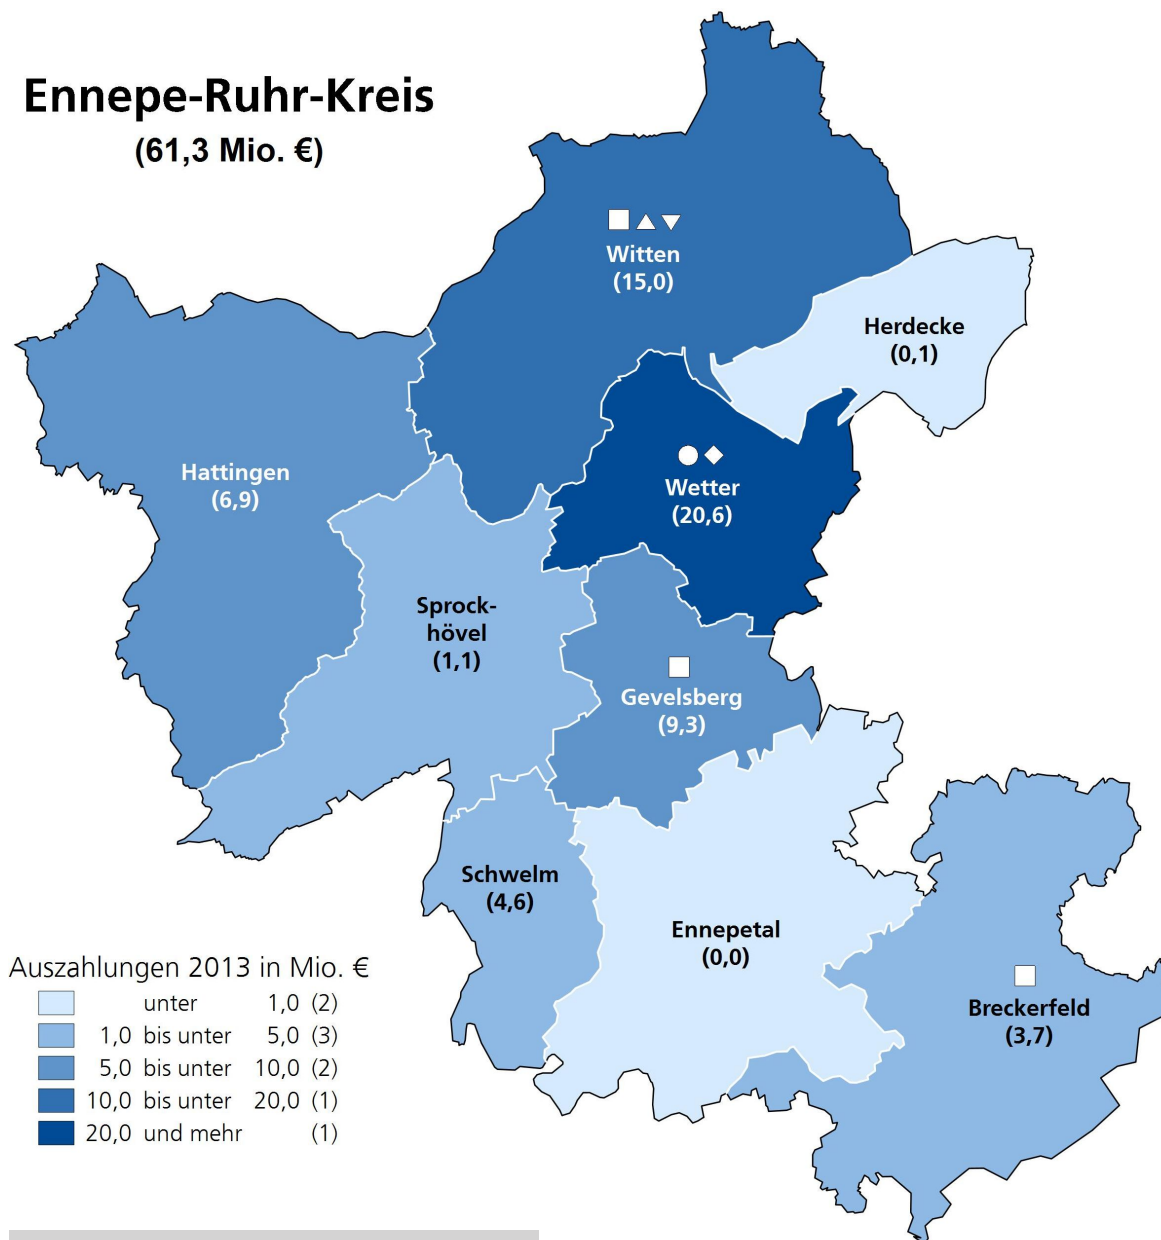 Ennepe-Ruhr-Kreis
(61,3 Mio. €)
Witten
(15,0)
Herdecke
(0,1)
Hattingen
(6,9)
Wetter
(20,6)
Sprock-
hövel
(1,1)
Gevelsberg
(9,3)
Schwelm
(4,6)
Ennepetal
(0,0)
Breckerfeld
(3,7)
Auszahlungen 2013 in Mio. €
unter 1,0 (2)
1,0 bis unter 5,0 (3)
5,0 bis unter 10,0 (2)
10,0 bis unter 20,0 (1)
20,0 und mehr (1)